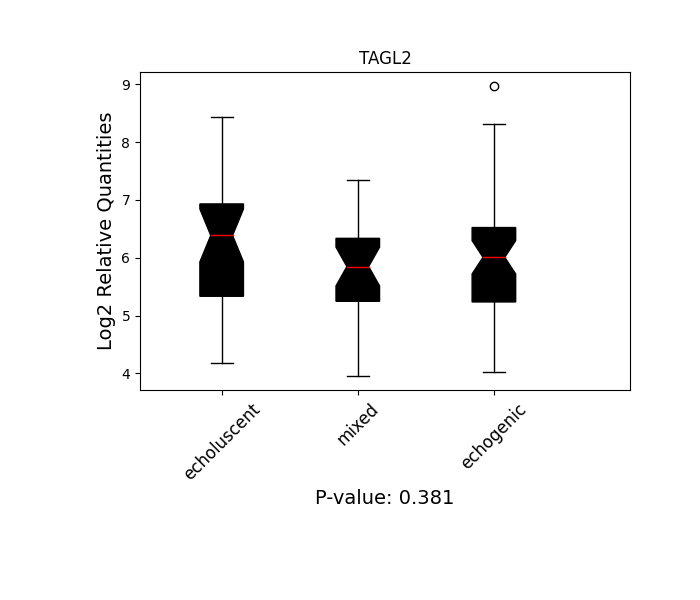 TAGL2
Log2 Relative Quantities
9
8
7
6
5
4
echoluscent
mixed
echogenic
P-value: 0.381